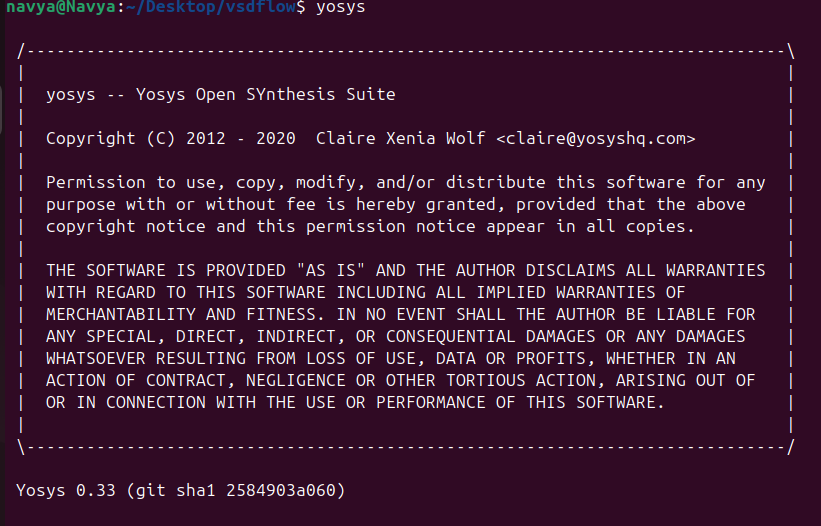 navya@Navya:~/Desktop/vsdflow$ yosys
/----------------------------------------------------------------------------\
|                                                                            |
|  yosys -- Yosys Open SYnthesis Suite                                       |
|                                                                            |
|  Copyright (C) 2012 - 2020  Claire Xenia Wolf <claire@yosyshq.com>         |
|                                                                            |
|  Permission to use, copy, modify, and/or distribute this software for any  |
|  purpose with or without fee is hereby granted, provided that the above    |
|  copyright notice and this permission notice appear in all copies.         |
|                                                                            |
|  THE SOFTWARE IS PROVIDED "AS IS" AND THE AUTHOR DISCLAIMS ALL WARRANTIES  |
|  WITH REGARD TO THIS SOFTWARE INCLUDING ALL IMPLIED WARRANTIES OF          |
|  MERCHANTABILITY AND FITNESS. IN NO EVENT SHALL THE AUTHOR BE LIABLE FOR   |
|  ANY SPECIAL, DIRECT, INDIRECT, OR CONSEQUENTIAL DAMAGES OR ANY DAMAGES    |
|  WHATSOEVER RESULTING FROM LOSS OF USE, DATA OR PROFITS, WHETHER IN AN     |
|  ACTION OF CONTRACT, NEGLIGENCE OR OTHER TORTIOUS ACTION, ARISING OUT OF   |
|  OR IN CONNECTION WITH THE USE OR PERFORMANCE OF THIS SOFTWARE.            |
|                                                                            |
\----------------------------------------------------------------------------/
Yosys 0.33 (git sha1 2584903a060)